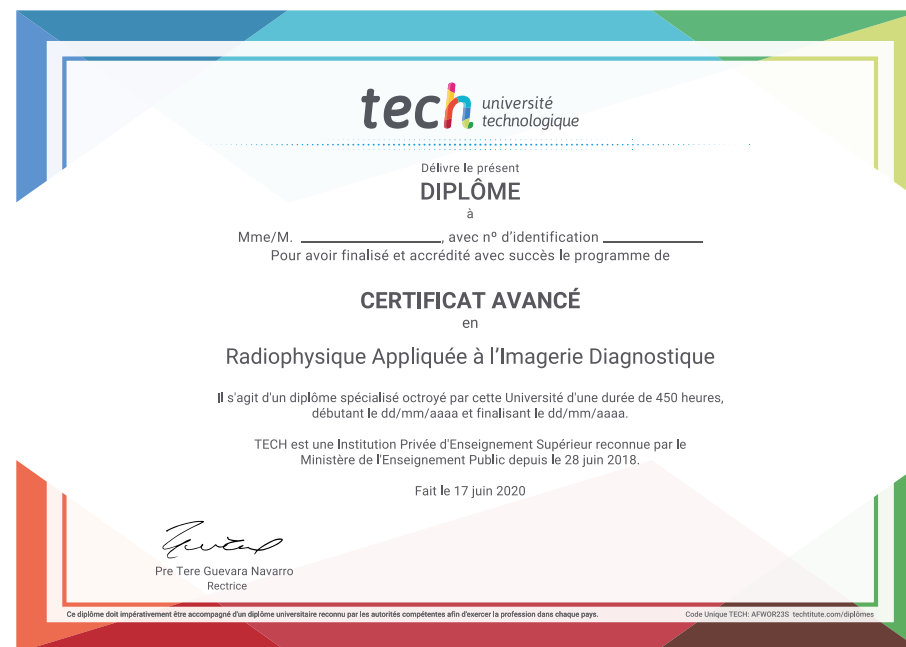 tech université
technologique
Délivre le présent
DIPLÔME
à
Mme/M. ____________________, avec nº d'identification ______________
Pour avoir finalisé et accrédité avec succès le programme de
CERTIFICAT AVANCÉ
en
Radiophysique Appliquée à l'Imagerie Diagnostique
Il s'agit d'un diplôme spécialisé octroyé par cette Université d'une durée de 450 heures,
débutant le dd/mm/aaaa et finalisant le dd/mm/aaaa.
TECH est une Institution Privée d'Enseignement Supérieur reconnue par le
Ministère de l'Enseignement Public depuis le 28 juin 2018.
Fait le 17 juin 2020
Pre Tere Guevara Navarro
Rectrice
Ce diplôme doit impérativement être accompagné d'un diplôme universitaire reconnu par les autorités compétentes afin d'exercer la profession dans chaque pays.
Code Unique TECH: AFWOR23S techtitute.com/diplômes